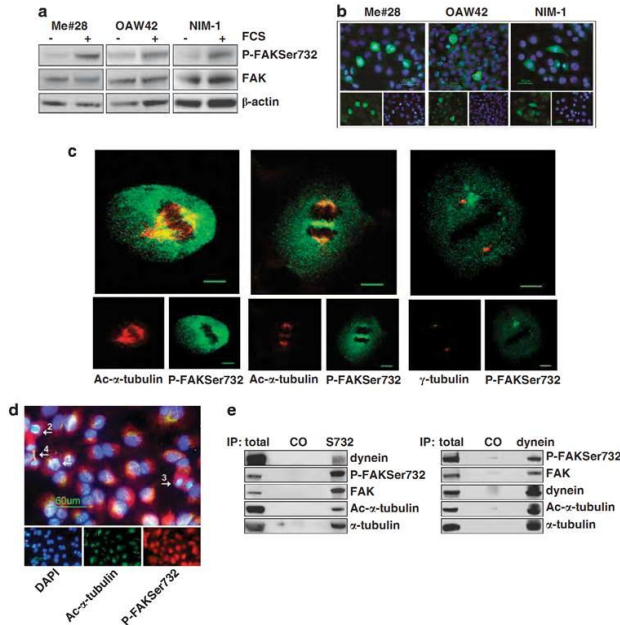 a
Me#28 OAW42 NIM-1
- + - + - + FCS
P-FAKSer732
FAK
β-actin
b
Me#28 OAW42 NIM-1
c
Ac-α-tubulin P-FAKSer732 Ac-α-tubulin P-FAKSer732 γ-tubulin P-FAKSer732
d
2
4
3
60um
DAPI
Ac-α-tubulin
P-FAKSer732
e
IP: total CO S732
dynein
P-FAKSer732
FAK
Ac-α-tubulin
α-tubulin
IP: total CO dynein
P-FAKSer732
FAK
dynein
Ac-α-tubulin
α-tubulin